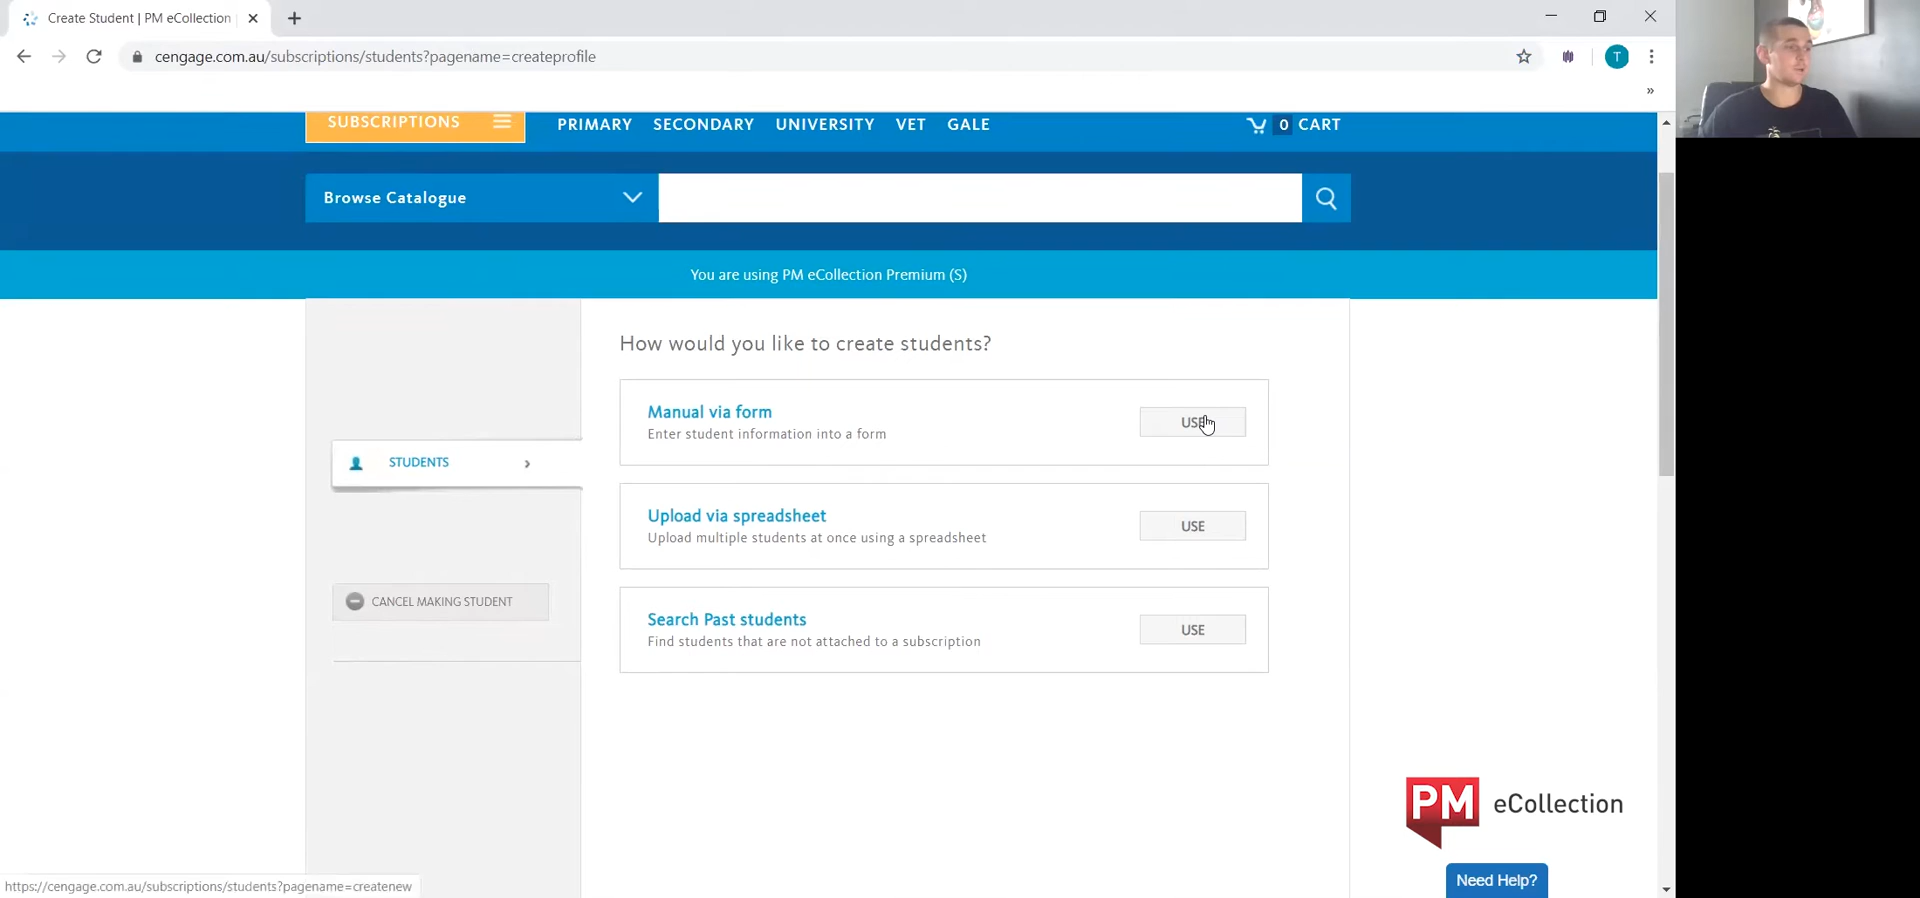 Create Student | PM eCollection
cengage.com.au/subscriptions/students?pagename=createprofile
T
»
SUBSCRIPTIONS
PRIMARY SECONDARY UNIVERSITY VET GALE
0 CART
Browse Catalogue
You are using PM eCollection Premium (S)
How would you like to create students?
Manual via form
Enter student information into a form
USE
STUDENTS
Upload via spreadsheet
Upload multiple students at once using a spreadsheet
USE
CANCEL MAKING STUDENT
Search Past students
Find students that are not attached to a subscription
USE
PM eCollection
Need Help?
https://cengage.com.au/subscriptions/students?pagename=createnew